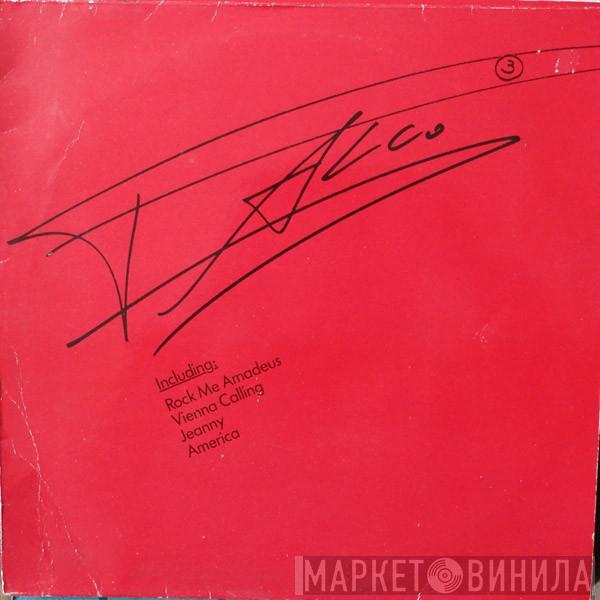 3
FALCO
Including:
Rock Me Amadeus
Vienna Calling
Jeanny
America
МАРКЕТ ВИНИЛА